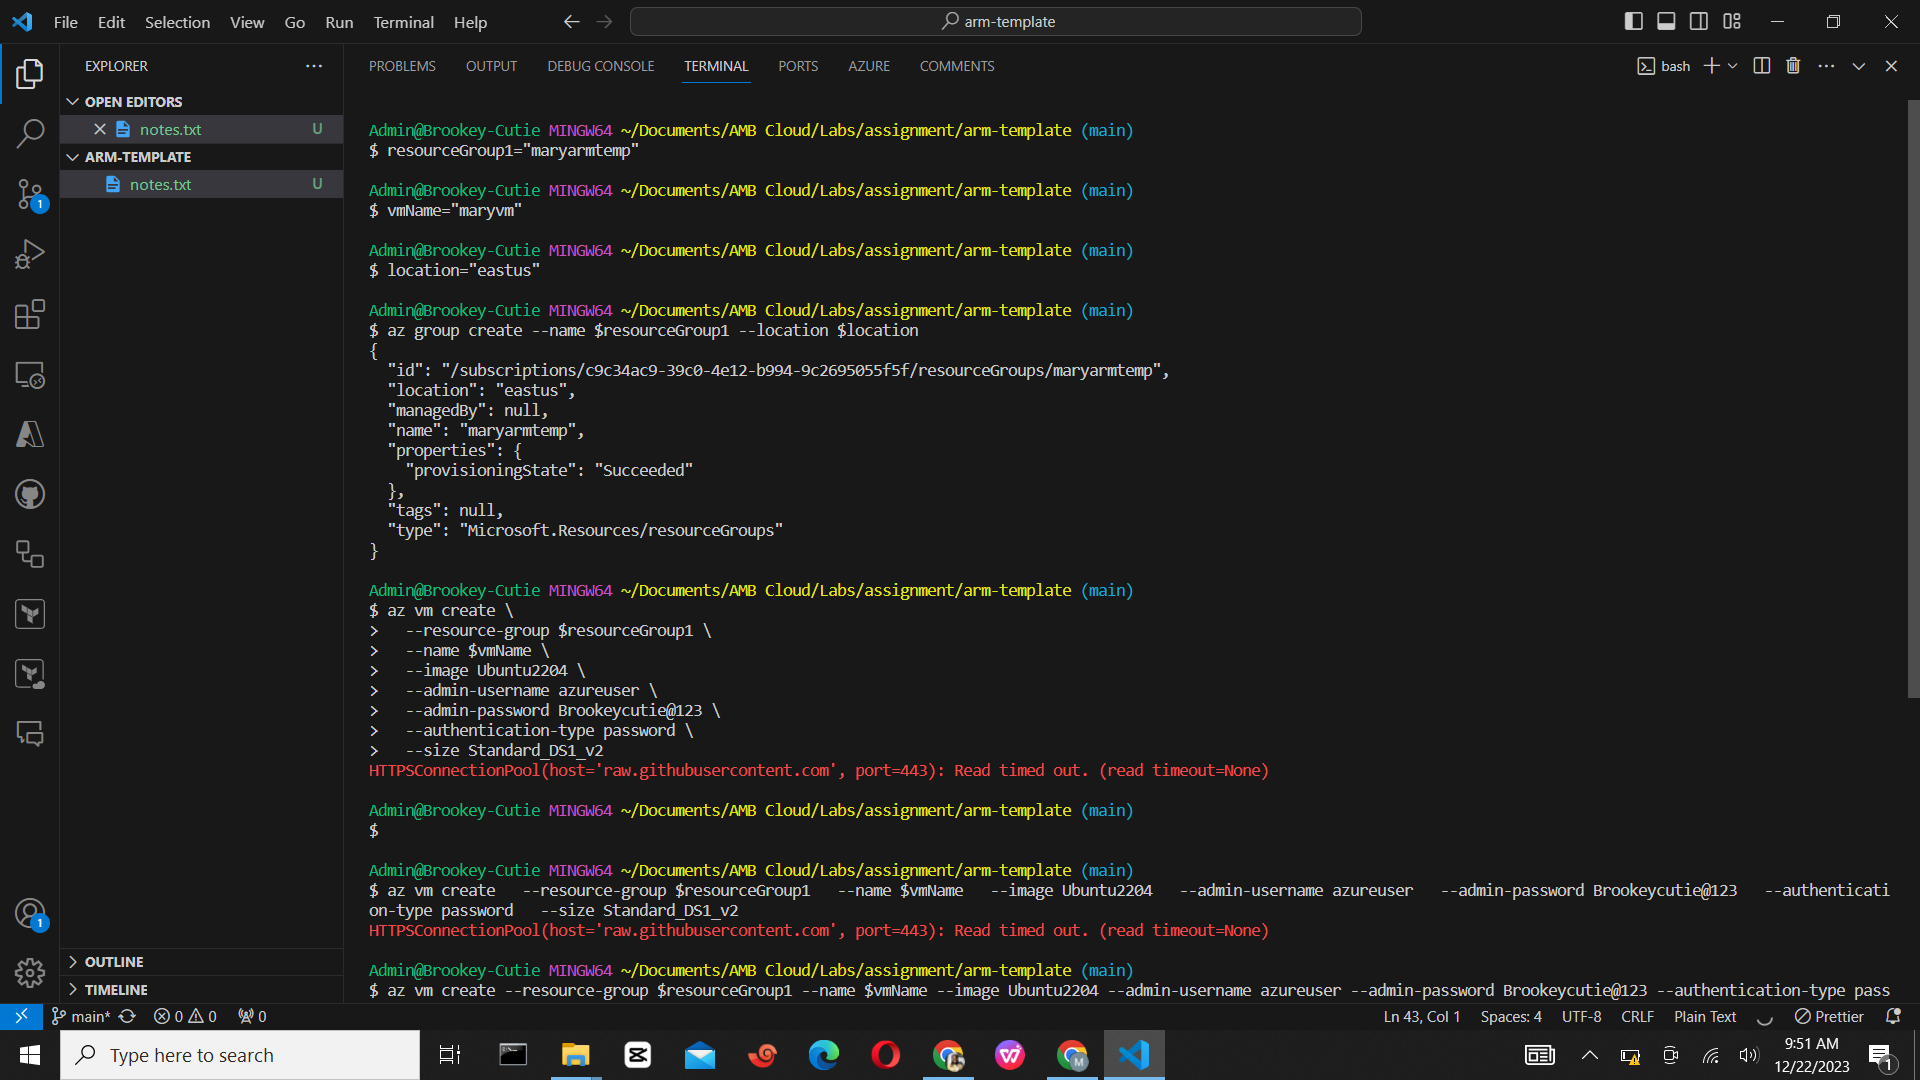 File Edit Selection View Go Run Terminal Help
arm-template
EXPLORER
OPEN EDITORS
notes.txt U
ARM-TEMPLATE
notes.txt U
OUTLINE
TIMELINE
PROBLEMS OUTPUT DEBUG CONSOLE TERMINAL PORTS AZURE COMMENTS
bash
Admin@Brookey-Cutie MINGW64 ~/Documents/AMB Cloud/Labs/assignment/arm-template (main)
$ resourceGroup1="maryarmtemp"
Admin@Brookey-Cutie MINGW64 ~/Documents/AMB Cloud/Labs/assignment/arm-template (main)
$ vmName="maryvm"
Admin@Brookey-Cutie MINGW64 ~/Documents/AMB Cloud/Labs/assignment/arm-template (main)
$ location="eastus"
Admin@Brookey-Cutie MINGW64 ~/Documents/AMB Cloud/Labs/assignment/arm-template (main)
$ az group create --name $resourceGroup1 --location $location
{
  "id": "/subscriptions/c9c34ac9-39c0-4e12-b994-9c2695055f5f/resourceGroups/maryarmtemp",
  "location": "eastus",
  "managedBy": null,
  "name": "maryarmtemp",
  "properties": {
    "provisioningState": "Succeeded"
  },
  "tags": null,
  "type": "Microsoft.Resources/resourceGroups"
}
Admin@Brookey-Cutie MINGW64 ~/Documents/AMB Cloud/Labs/assignment/arm-template (main)
$ az vm create \
>   --resource-group $resourceGroup1 \
>   --name $vmName \
>   --image Ubuntu2204 \
>   --admin-username azureuser \
>   --admin-password Brookeycutie@123 \
>   --authentication-type password \
>   --size Standard_DS1_v2
HTTPSConnectionPool(host='raw.githubusercontent.com', port=443): Read timed out. (read timeout=None)
Admin@Brookey-Cutie MINGW64 ~/Documents/AMB Cloud/Labs/assignment/arm-template (main)
$
Admin@Brookey-Cutie MINGW64 ~/Documents/AMB Cloud/Labs/assignment/arm-template (main)
$ az vm create   --resource-group $resourceGroup1   --name $vmName   --image Ubuntu2204   --admin-username azureuser   --admin-password Brookeycutie@123   --authenticati
on-type password   --size Standard_DS1_v2
HTTPSConnectionPool(host='raw.githubusercontent.com', port=443): Read timed out. (read timeout=None)
Admin@Brookey-Cutie MINGW64 ~/Documents/AMB Cloud/Labs/assignment/arm-template (main)
$ az vm create --resource-group $resourceGroup1 --name $vmName --image Ubuntu2204 --admin-username azureuser --admin-password Brookeycutie@123 --authentication-type pass
1
1
main* 0 0 0
Ln 43, Col 1 Spaces: 4 UTF-8 CRLF Plain Text Prettier
Type here to search
M
9:51 AM
12/22/2023
1